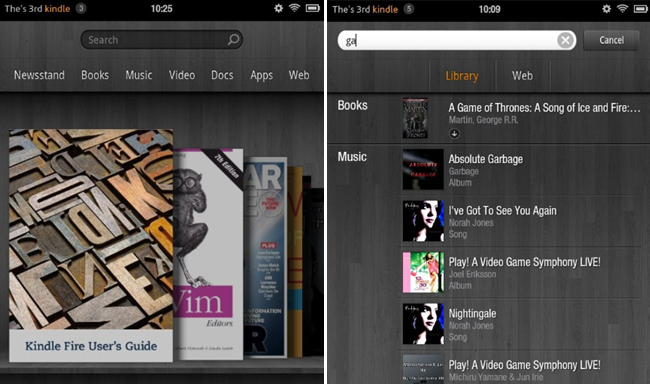 The's 3rd kindle 3
10:25
Search
Newsstand Books Music Video Docs Apps Web
7th Edition
PLUS
Vim
Editors
Kindle Fire User's Guide
The's 3rd kindle 5
10:09
ga
Cancel
Library Web
Books
A Game of Thrones: A Song of Ice and Fire:...
Martin, George R.R.
Music
Absolute Garbage
Garbage
Album
I've Got To See You Again
Norah Jones
Song
Play! A Video Game Symphony LIVE!
Joel Eriksson
Album
Nightingale
Norah Jones
Song
Play! A Video Game Symphony LIVE!
Michiru Yamane & Jun Irie